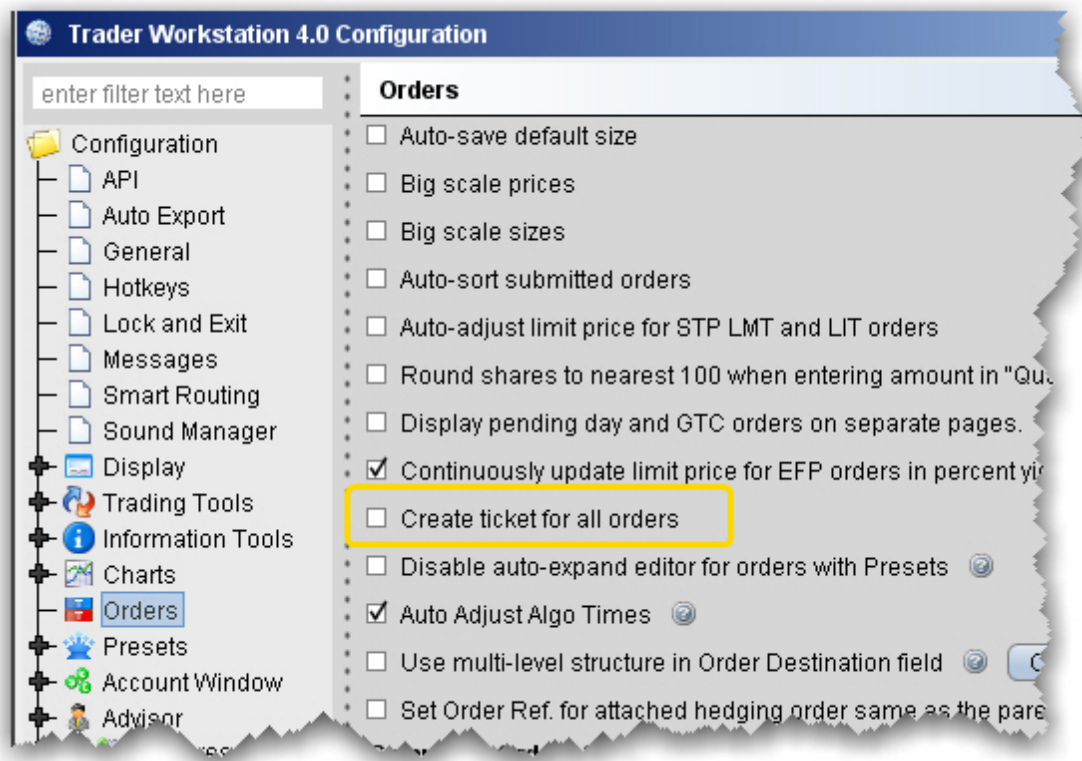 Trader Workstation 4.0 Configuration
enter filter text here
Configuration
API
Auto Export
General
Hotkeys
Lock and Exit
Messages
Smart Routing
Sound Manager
Display
Trading Tools
Information Tools
Charts
Orders
Presets
Account Window
Advisor
Orders
Auto-save default size
Big scale prices
Big scale sizes
Auto-sort submitted orders
Auto-adjust limit price for STP LMT and LIT orders
Round shares to nearest 100 when entering amount in "Qu
Display pending day and GTC orders on separate pages.
Continuously update limit price for EFP orders in percent yi
Create ticket for all orders
Disable auto-expand editor for orders with Presets
Auto Adjust Algo Times
Use multi-level structure in Order Destination field
Set Order Ref. for attached hedging order same as the pare